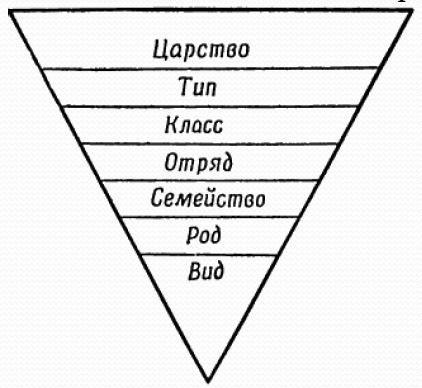 Царство
Тип
Класс
Отряд
Семейство
Род
Вид